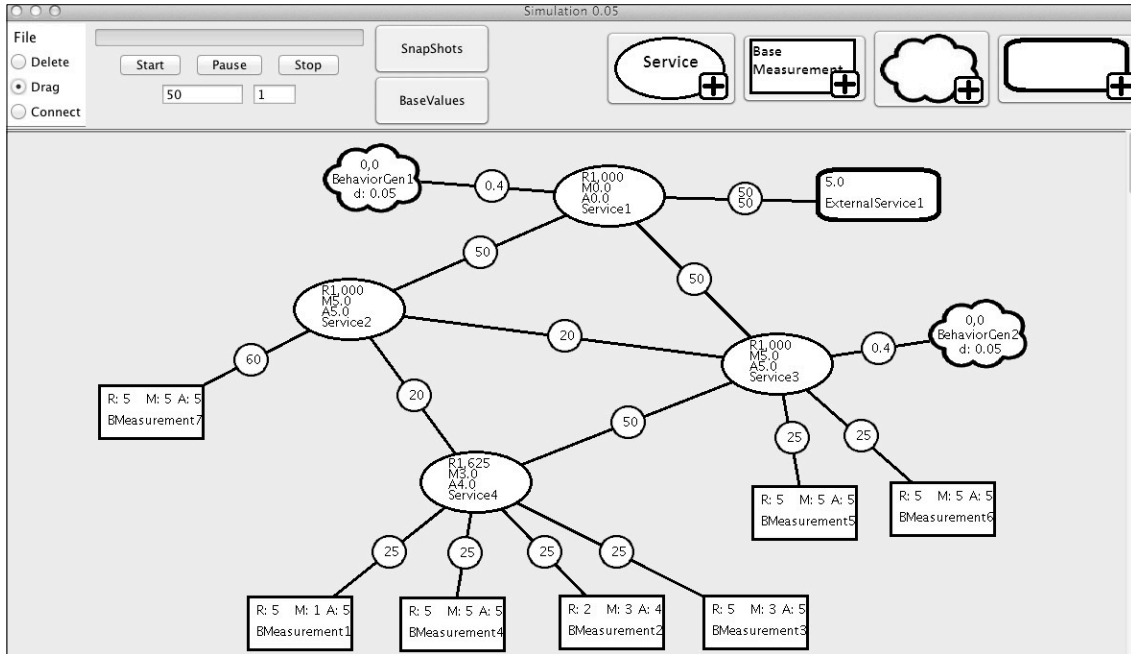 Simulation 0.05
File
Delete
Drag
Connect
Start Pause Stop
50 1
SnapShots
BaseValues
Service
Base
Measurement
0,0
BehaviorGen1
d: 0.05
0.4
R1,000
M0.0
A0.0
Service1
50
50
5.0
ExternalService1
50
50
R1,000
M5.0
A5.0
Service2
20
R1,000
M5.0
A5.0
Service3
0.4
0,0
BehaviorGen2
d: 0.05
60
R: 5 M: 5 A: 5
BMeasurement7
20
50
25
25
R1,625
M3.0
A4.0
Service4
R: 5 M: 5 A: 5
BMeasurement5
R: 5 M: 5 A: 5
BMeasurement6
25
25
25
25
R: 5 M: 1 A: 5
BMeasurement1
R: 5 M: 5 A: 5
BMeasurement4
R: 2 M: 3 A: 4
BMeasurement2
R: 5 M: 3 A: 5
BMeasurement3